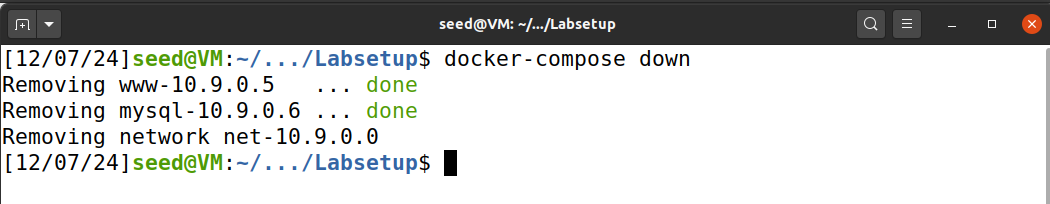 seed@VM: ~/.../Labsetup
[12/07/24]seed@VM:~/.../Labsetup$ docker-compose down
Removing www-10.9.0.5   ... done
Removing mysql-10.9.0.6 ... done
Removing network net-10.9.0.0
[12/07/24]seed@VM:~/.../Labsetup$